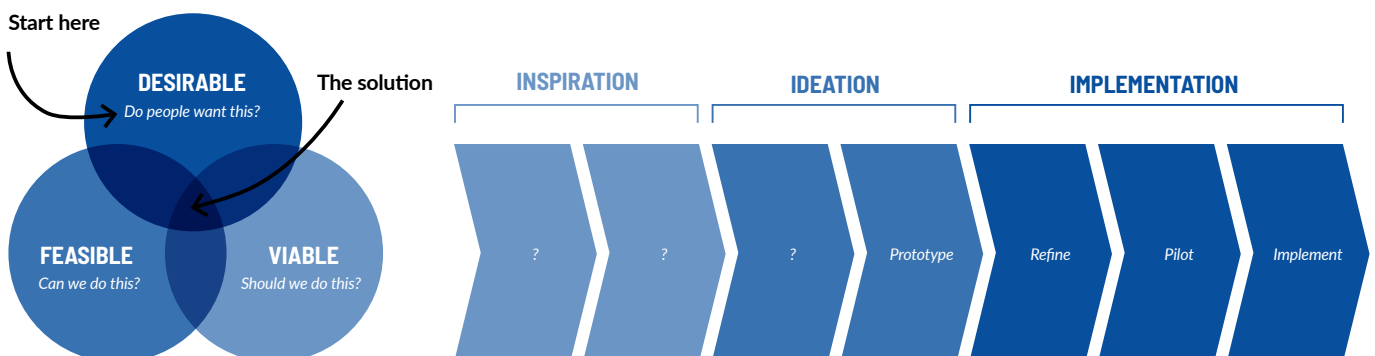 Start here
DESIRABLE
Do people want this?
The solution
FEASIBLE
Can we do this?
VIABLE
Should we do this?
INSPIRATION
IDEATION
IMPLEMENTATION
?
?
?
Prototype
Refine
Pilot
Implement